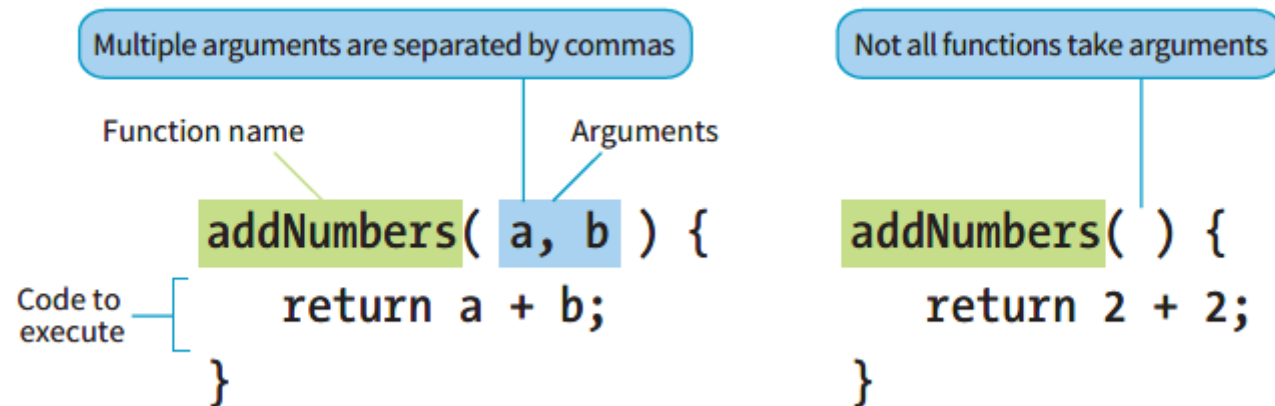 Multiple arguments are separated by commas
Not all functions take arguments
Function name
Arguments
addNumbers( a, b ) {
return a + b;
}
Code to
execute
addNumbers( ) {
return 2 + 2;
}